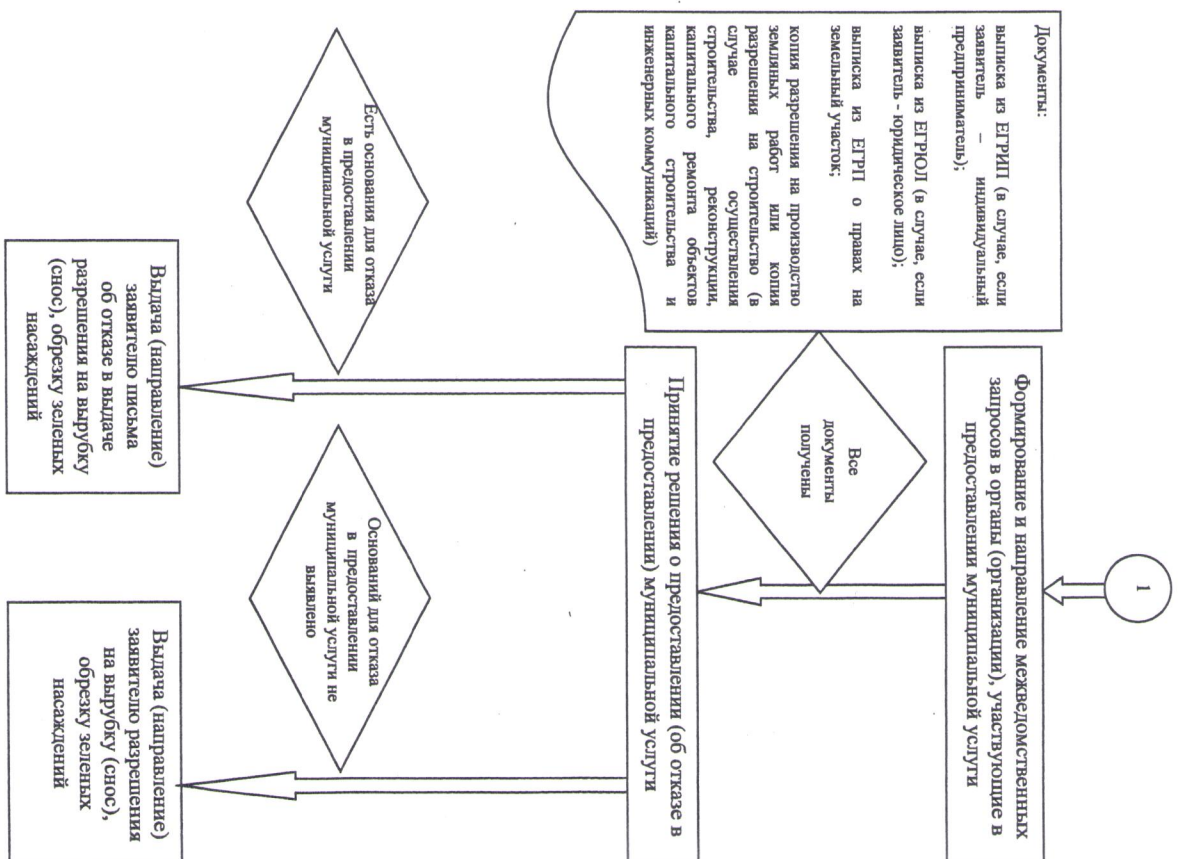 1
Формирование и направление межведомственных
запросов в органы (организации), участвующие в
предоставлении муниципальной услуги
Документы:
выписка из ЕГРИП (в случае, если
заявитель – индивидуальный
предприниматель);
выписка из ЕГРЮЛ (в случае, если
заявитель - юридическое лицо);
выписка из ЕГРП о правах на
земельный участок;
копия разрешения на производство
земляных работ или копия
разрешения на строительство (в
случае осуществления
строительства, реконструкции,
капитального ремонта объектов
капитального строительства и
инженерных коммуникаций)
Все
документы
получены
Принятие решения о предоставлении (об отказе в
предоставлении) муниципальной услуги
Есть основания для отказа
в предоставлении
муниципальной услуги
Оснований для отказа
в предоставлении
муниципальной услуги не
выявлено
Выдача (направление)
заявителю письма
об отказе в выдаче
разрешения на вырубку
(снос), обрезку зеленых
насаждений
Выдача (направление)
заявителю разрешения
на вырубку (снос),
обрезку зеленых
насаждений